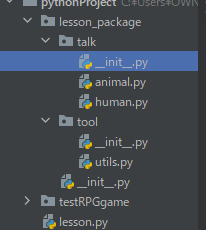 pythonProject C:¥Users¥OWN
lesson_package
talk
__init__.py
animal.py
human.py
tool
__init__.py
utils.py
__init__.py
testRPGgame
lesson.py